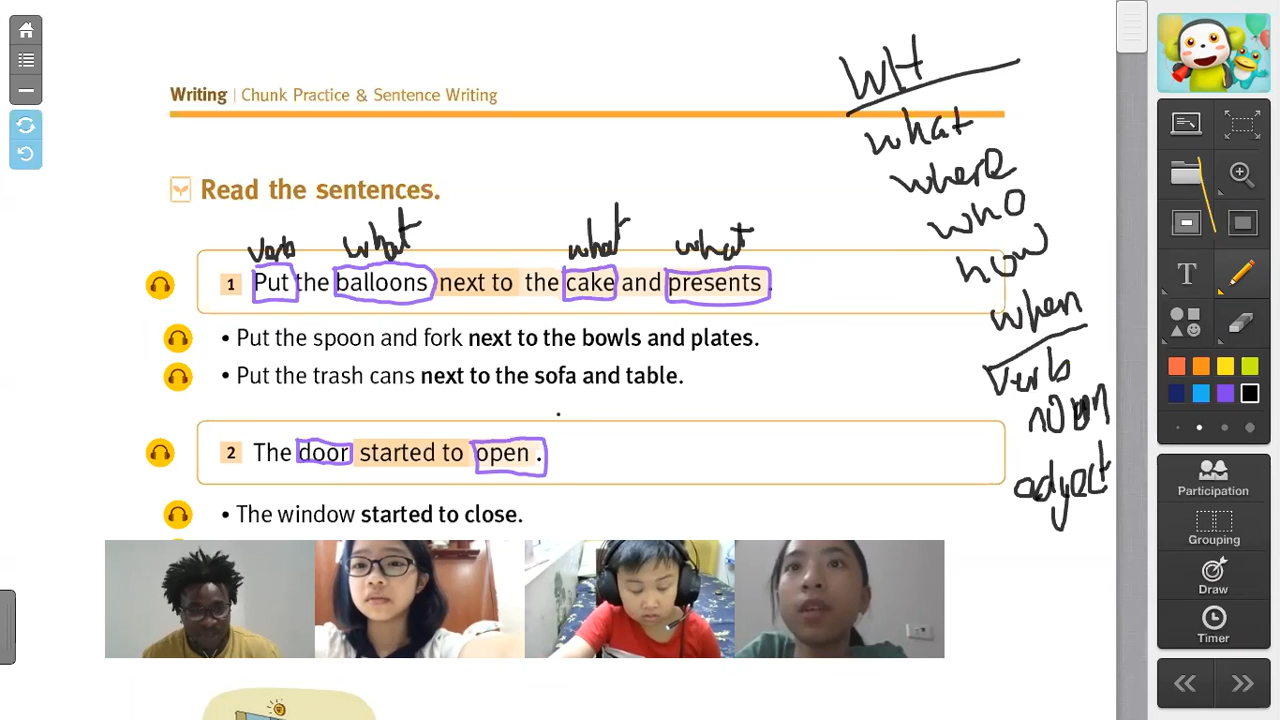 WH
Writing | Chunk Practice & Sentence Writing
what
where
Read the sentences.
who
verb what what what
how
1 Put the balloons next to the cake and presents.
when
• Put the spoon and fork next to the bowls and plates.
verb
• Put the trash cans next to the sofa and table.
noun
2 The door started to open.
adject
• The window started to close.
T
Participation
Grouping
Draw
Timer